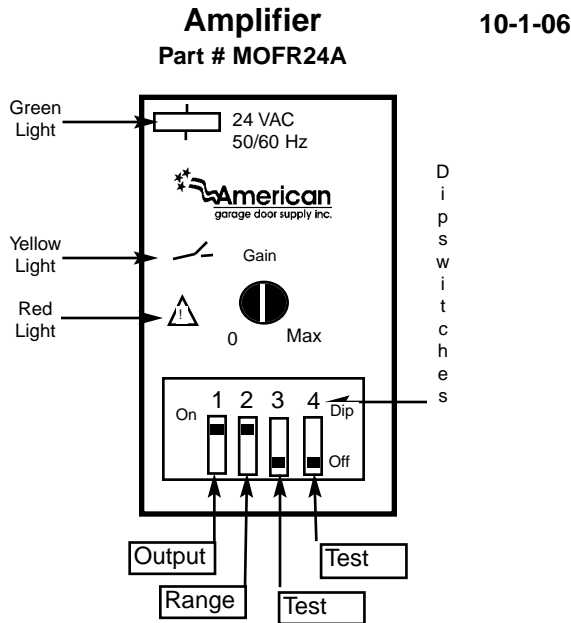 Amplifier
10-1-06
Part # MOFR24A
Green
Light
24 VAC
50/60 Hz
American
garage door supply inc.
Dipswitches
Yellow
Light
Gain
Red
Light
!
0
Max
1 2 3 4
On
Dip
Off
Output
Test
Range
Test